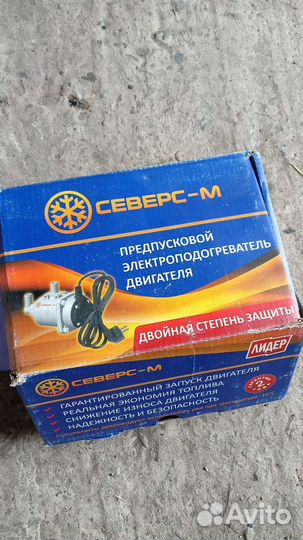 СЕВЕРС-М
ПРЕДПУСКОВОЙ
ЭЛЕКТРОПОДОГРЕВАТЕЛЬ
ДВИГАТЕЛЯ
ДВОЙНАЯ СТЕПЕНЬ ЗАЩИТЫ
ЛИДЕР
СЕВЕРС-М
ГАРАНТИРОВАННЫЙ ЗАПУСК ДВИГАТЕЛЯ
РЕАЛЬНАЯ ЭКОНОМИЯ ТОПЛИВА
СНИЖЕНИЕ ИЗНОСА ДВИГАТЕЛЯ
НАДЕЖНОСТЬ И БЕЗОПАСНОСТЬ
2
Avito